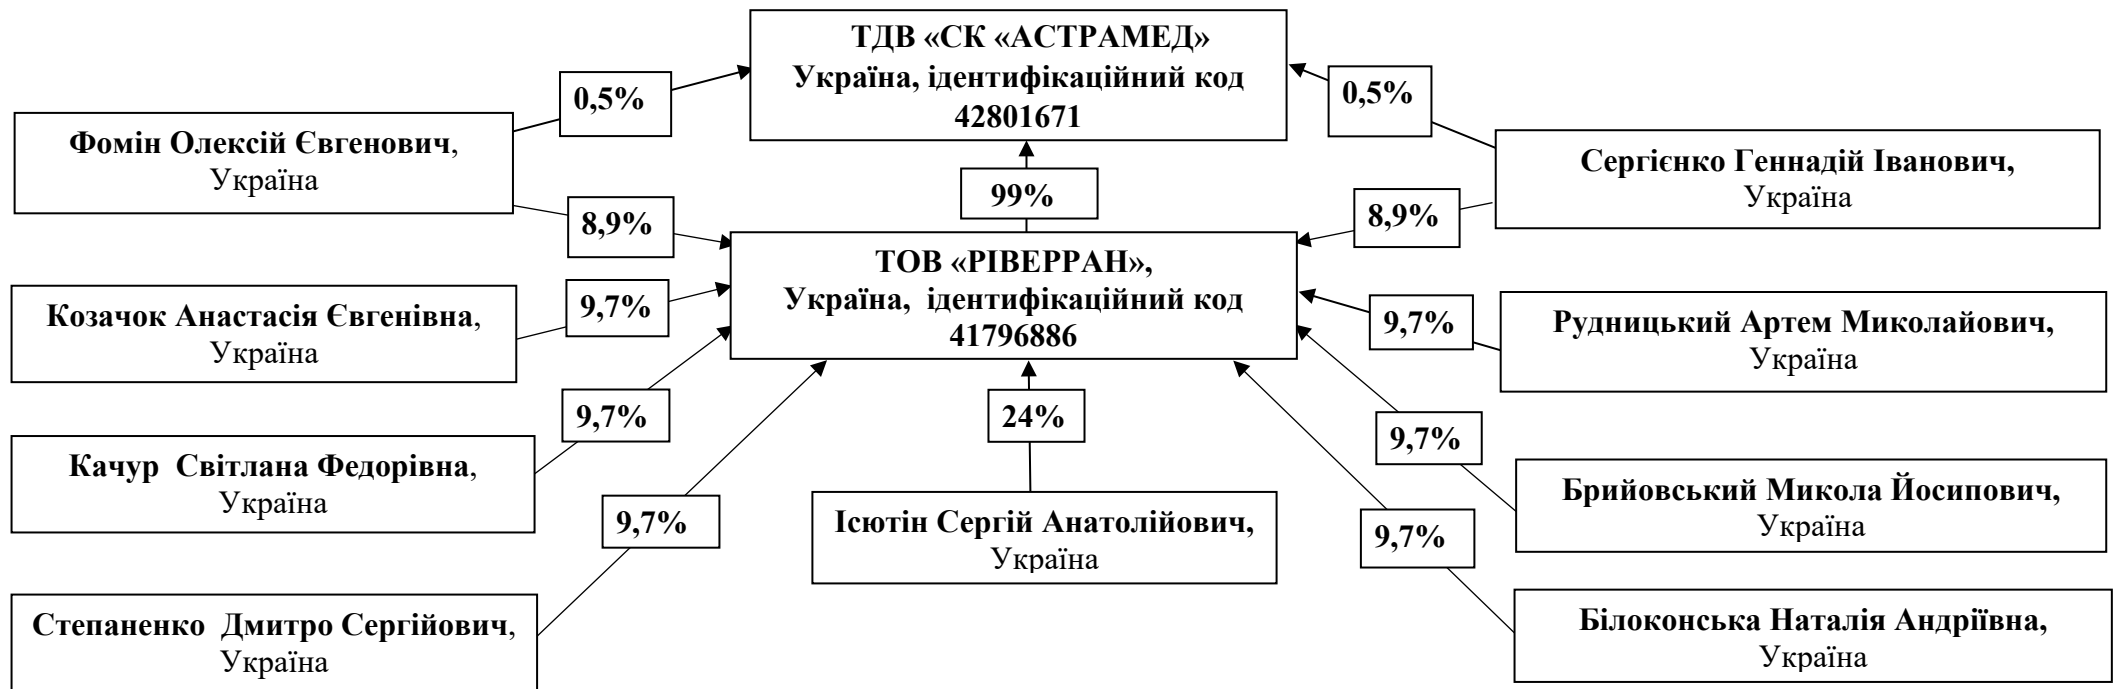 ТДВ «СК «АСТРАМЕД»
Україна, ідентифікаційний код
42801671
0,5%
0,5%
Фомін Олексій Євгенович,
Україна
Сергієнко Геннадій Іванович,
Україна
99%
8,9%
8,9%
ТОВ «РІВЕРРАН»,
Україна, ідентифікаційний код
41796886
Козачок Анастасія Євгенівна,
Україна
9,7%
9,7%
Рудницький Артем Миколайович,
Україна
9,7%
24%
9,7%
Качур Світлана Федорівна,
Україна
Брийовський Микола Йосипович,
Україна
9,7%
Ісютін Сергій Анатолійович,
Україна
9,7%
Степаненко Дмитро Сергійович,
Україна
Білоконська Наталія Андріївна,
Україна